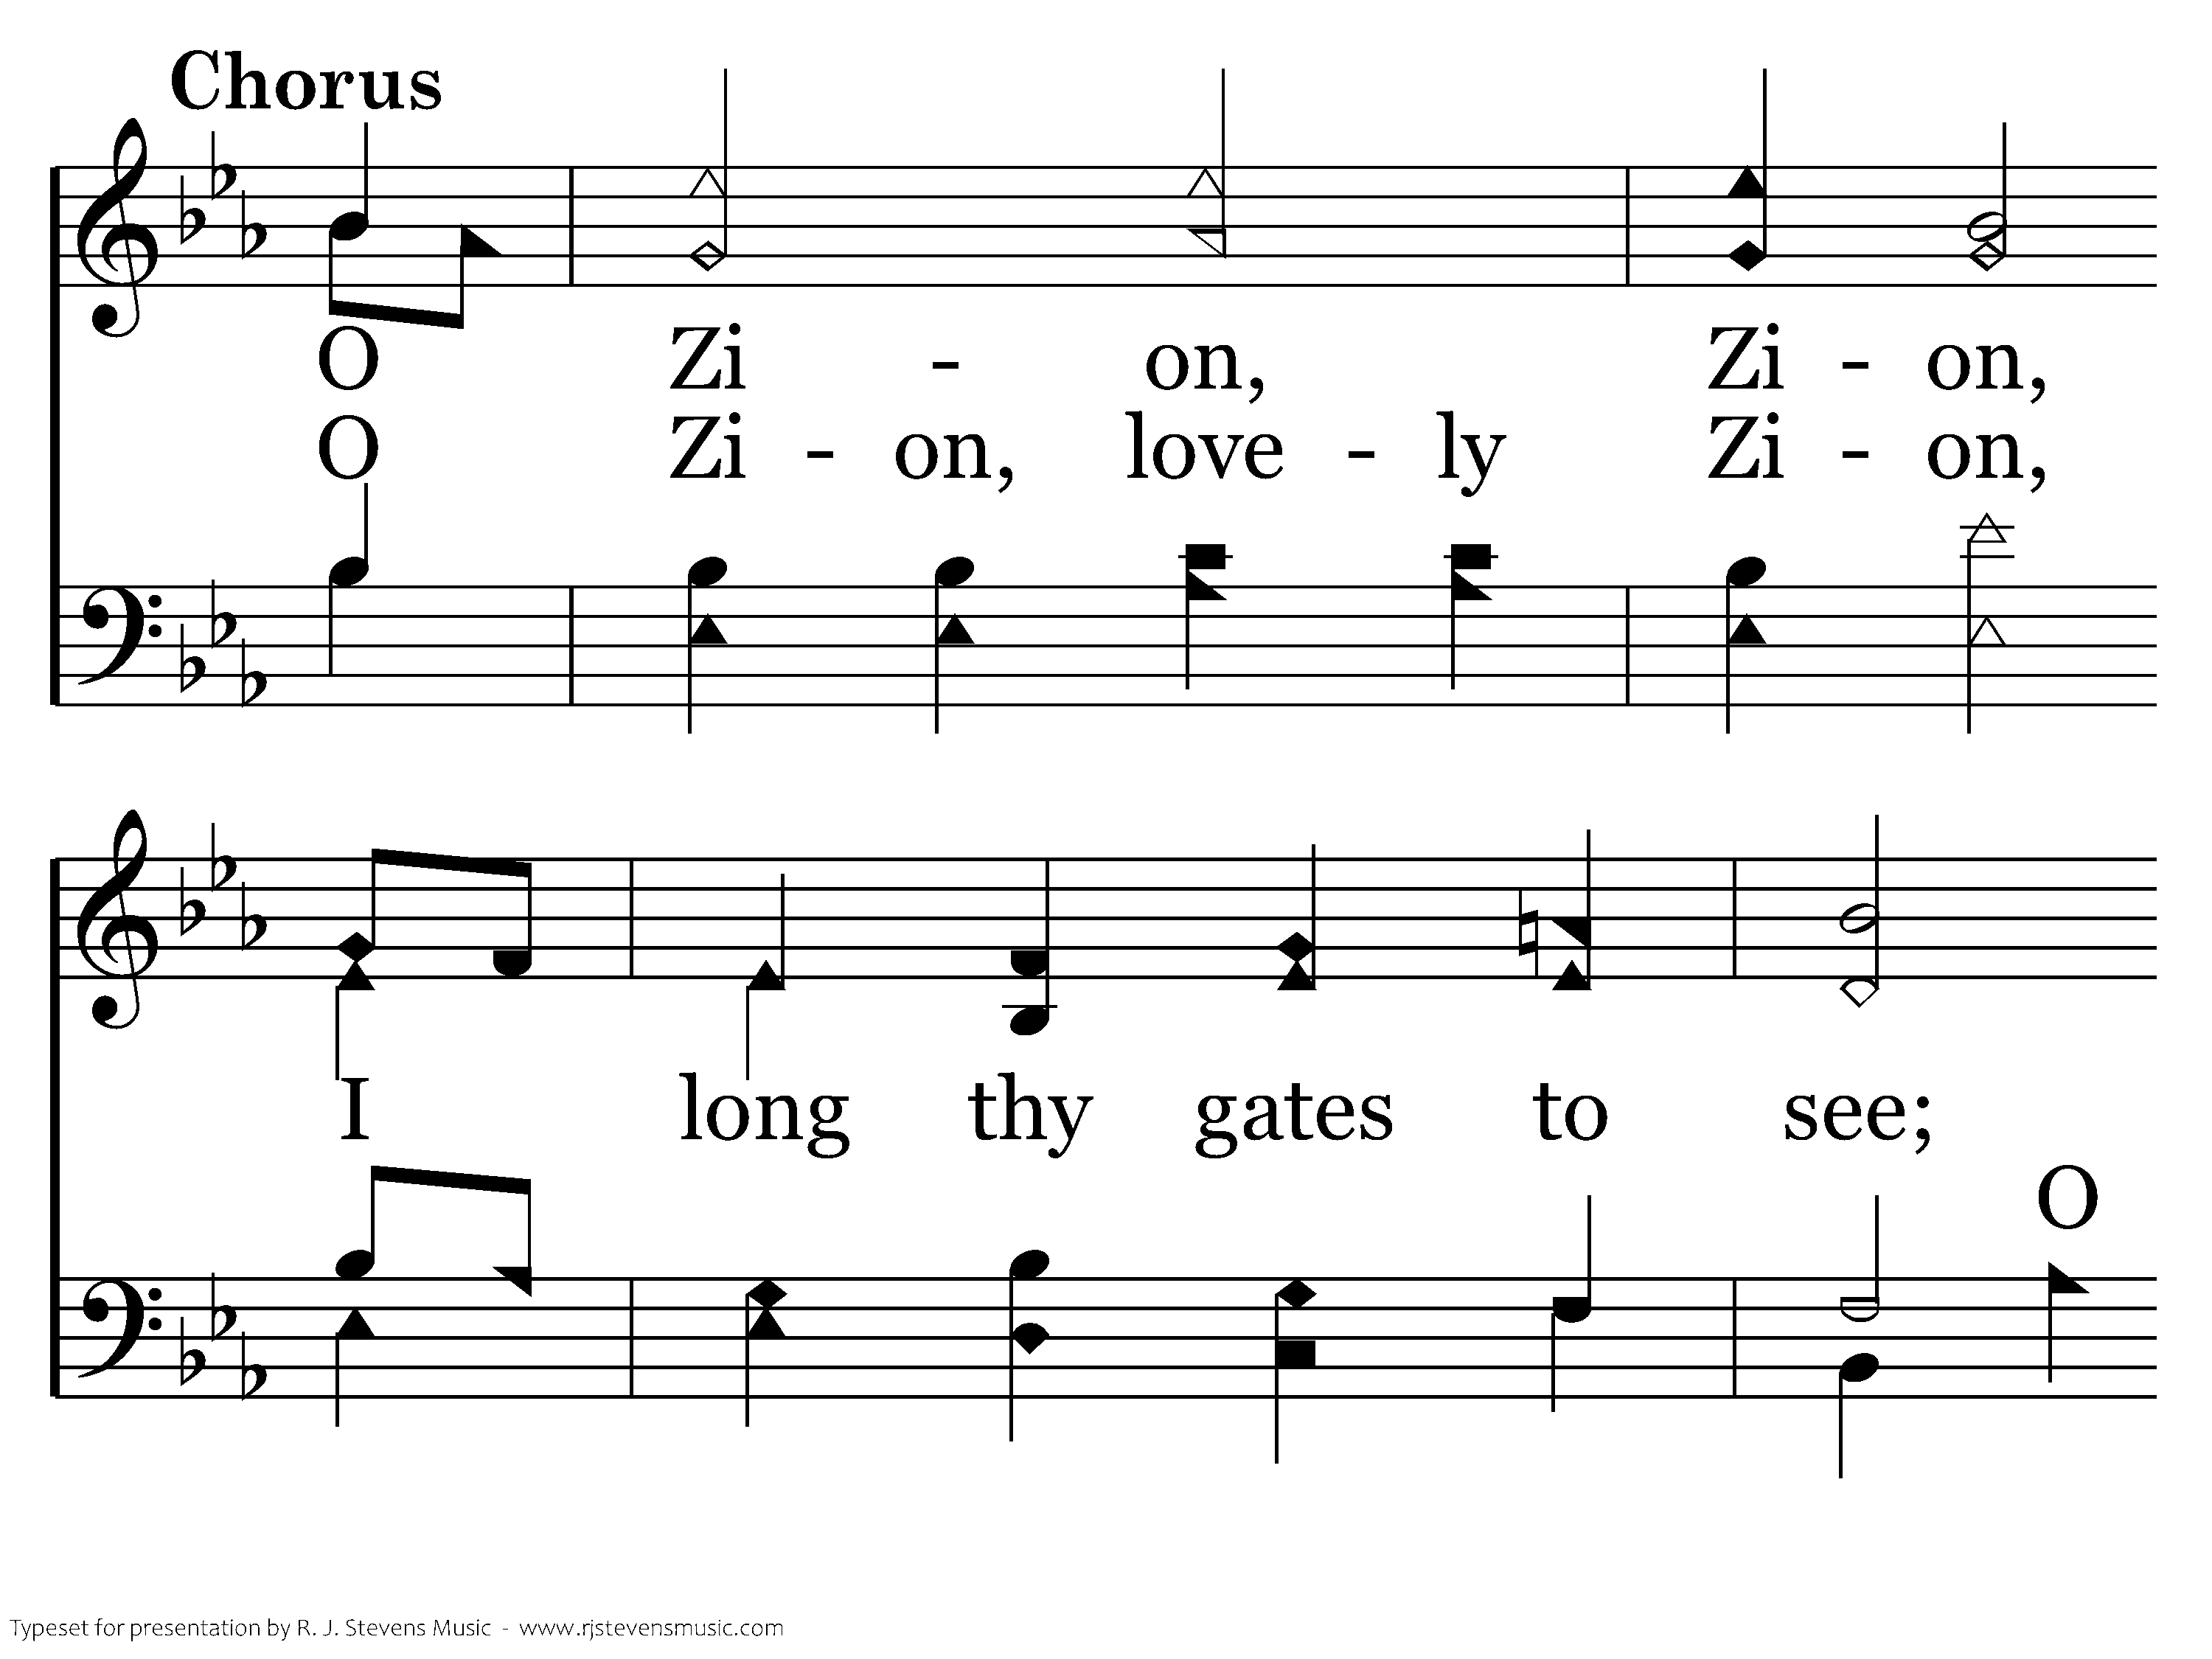 Chorus
O Zi - on, Zi - on,
O Zi - on, love - ly Zi - on,
I long thy gates to see;
O
Typeset for presentation by R. J. Stevens Music - www.rjstevensmusic.com